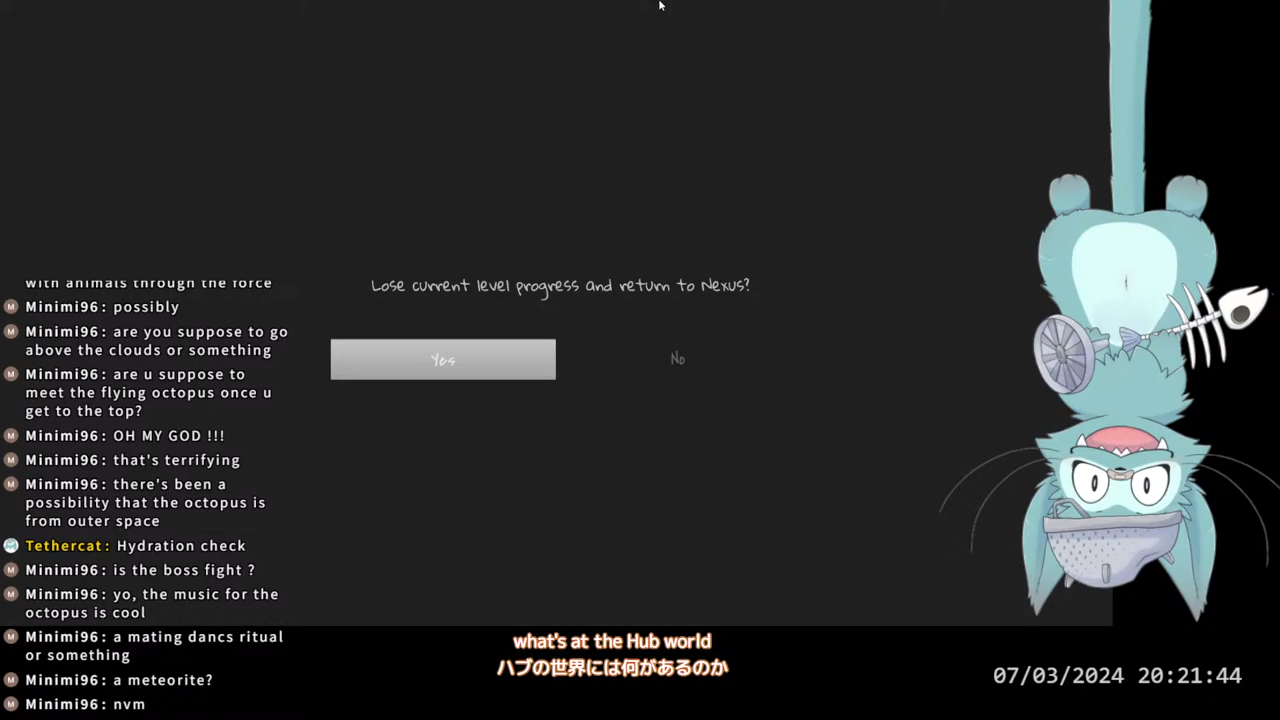 Lose current level progress and return to Nexus?
Yes
No
with animals through the force
Minimi96: possibly
Minimi96: are you suppose to go
above the clouds or something
Minimi96: are u suppose to
meet the flying octopus once u
get to the top?
Minimi96: OH MY GOD !!!
Minimi96: that's terrifying
Minimi96: there's been a
possibility that the octopus is
from outer space
Tethercat: Hydration check
Minimi96: is the boss fight ?
Minimi96: yo, the music for the
octopus is cool
Minimi96: a mating dancs ritual
or something
Minimi96: a meteorite?
Minimi96: nvm
what's at the Hub world
ハブの世界には何があるのか
07/03/2024 20:21:44